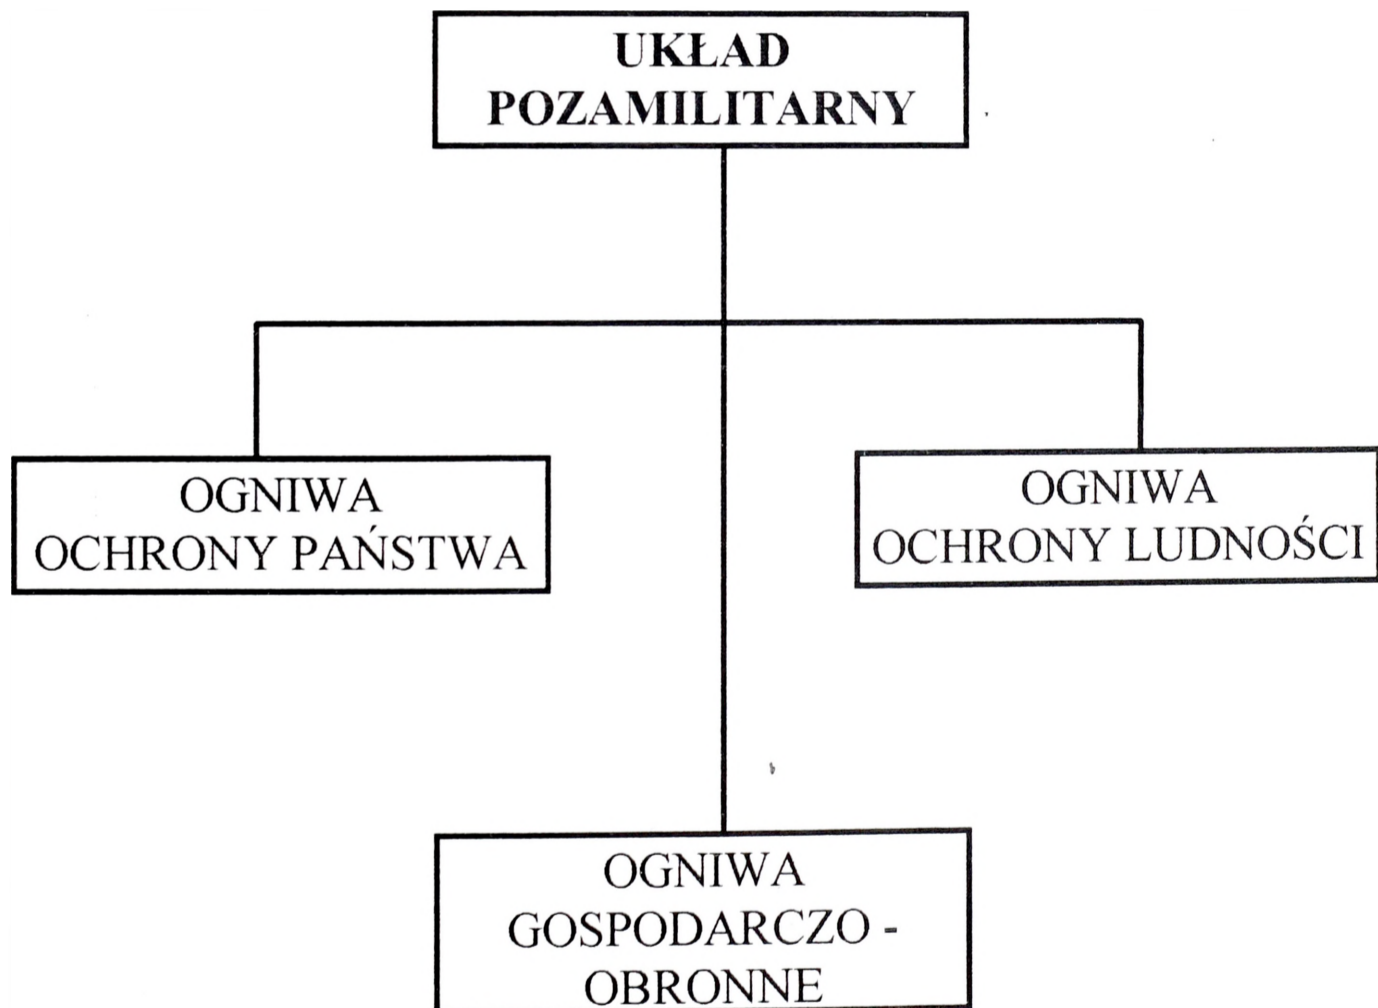 UKŁAD
POZAMILITARNY
OGNIWA
OCHRONY PAŃSTWA
OGNIWA
OCHRONY LUDNOŚCI
OGNIWA
GOSPODARCZO -
OBRONNE